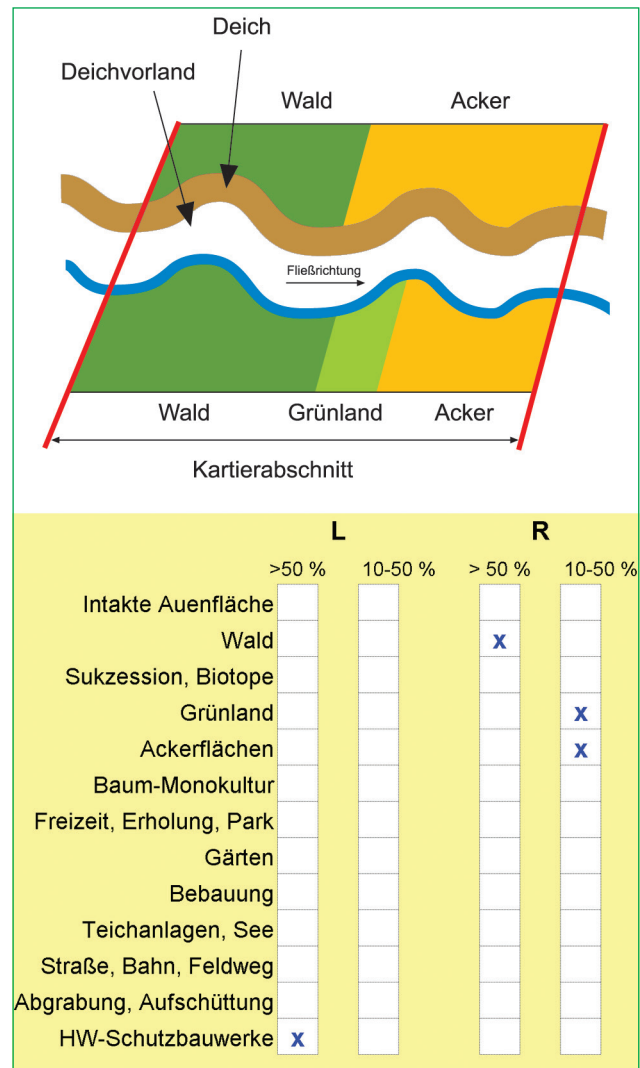 Deich
Deichvorland
Wald Acker
Fließrichtung
Wald Grünland Acker
Kartierabschnitt
L R
>50 % 10-50 % > 50 % 10-50 %
Intakte Auenfläche
Wald x
Sukzession, Biotope
Grünland x
Ackerflächen x
Baum-Monokultur
Freizeit, Erholung, Park
Gärten
Bebauung
Teichanlagen, See
Straße, Bahn, Feldweg
Abgrabung, Aufschüttung
HW-Schutzbauwerke x